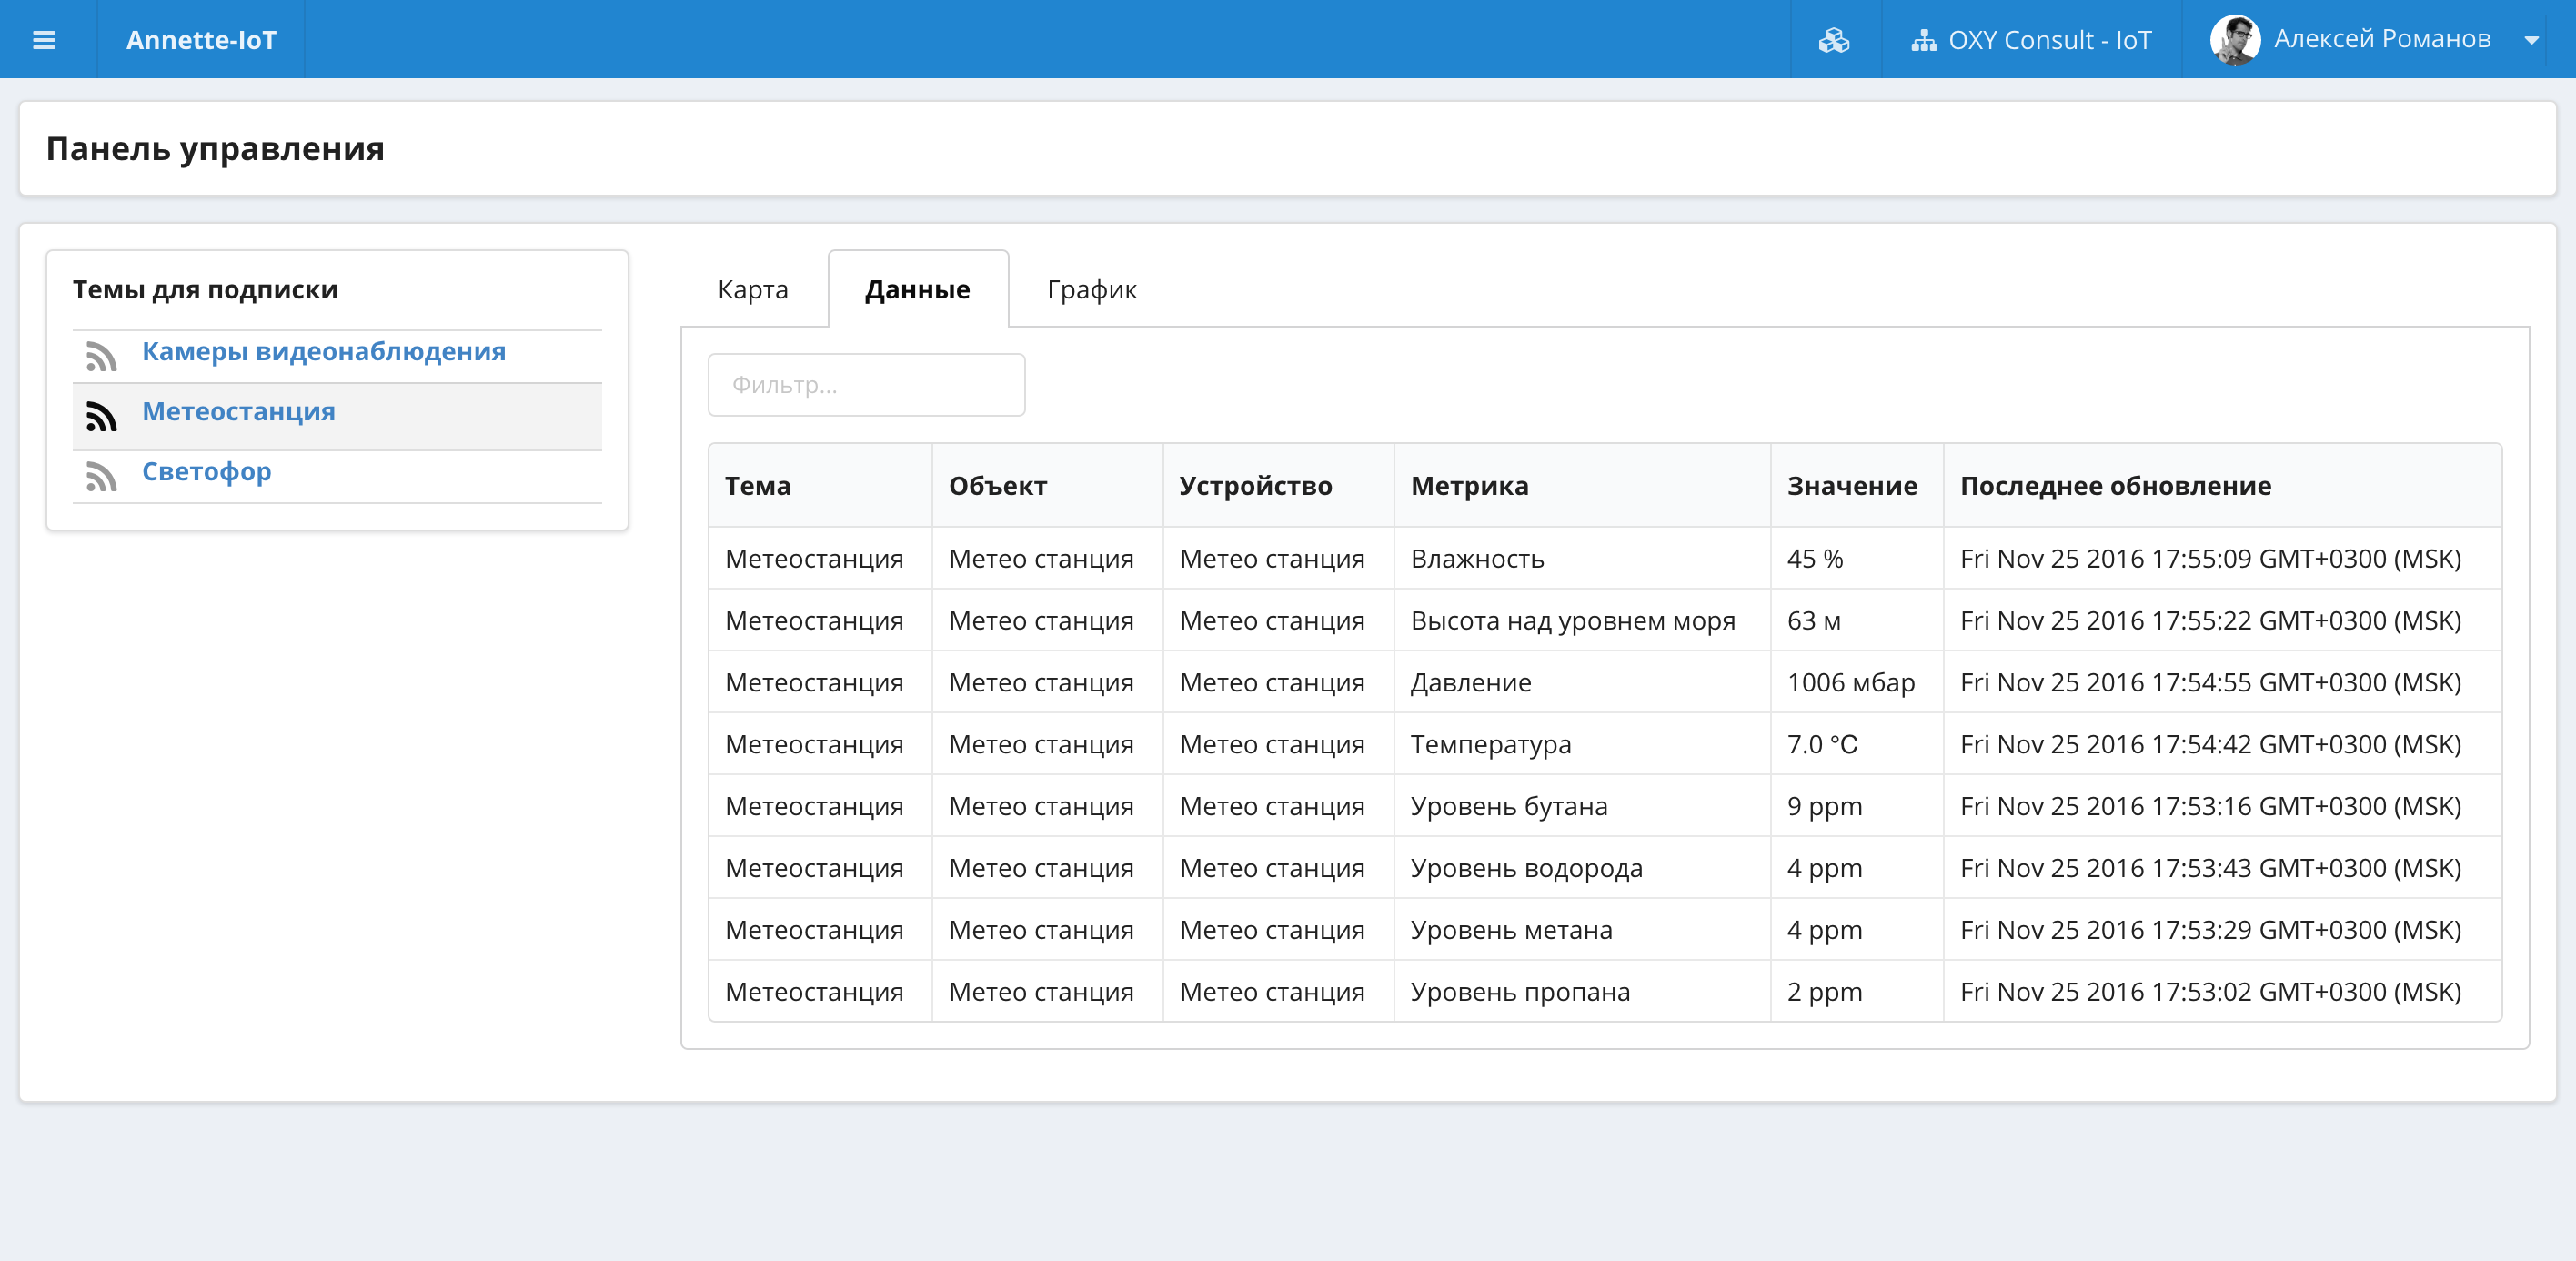 Annette-IoT
OXY Consult - IoT
Алексей Романов
Панель управления
Темы для подписки
Камеры видеонаблюдения
Метеостанция
Светофор
Карта
Данные
График
Фильтр...
Тема Объект Устройство Метрика Значение Последнее обновление
Метеостанция Метео станция Метео станция Влажность 45 % Fri Nov 25 2016 17:55:09 GMT+0300 (MSK)
Метеостанция Метео станция Метео станция Высота над уровнем моря 63 м Fri Nov 25 2016 17:55:22 GMT+0300 (MSK)
Метеостанция Метео станция Метео станция Давление 1006 мбар Fri Nov 25 2016 17:54:55 GMT+0300 (MSK)
Метеостанция Метео станция Метео станция Температура 7.0 °C Fri Nov 25 2016 17:54:42 GMT+0300 (MSK)
Метеостанция Метео станция Метео станция Уровень бутана 9 ppm Fri Nov 25 2016 17:53:16 GMT+0300 (MSK)
Метеостанция Метео станция Метео станция Уровень водорода 4 ppm Fri Nov 25 2016 17:53:43 GMT+0300 (MSK)
Метеостанция Метео станция Метео станция Уровень метана 4 ppm Fri Nov 25 2016 17:53:29 GMT+0300 (MSK)
Метеостанция Метео станция Метео станция Уровень пропана 2 ppm Fri Nov 25 2016 17:53:02 GMT+0300 (MSK)